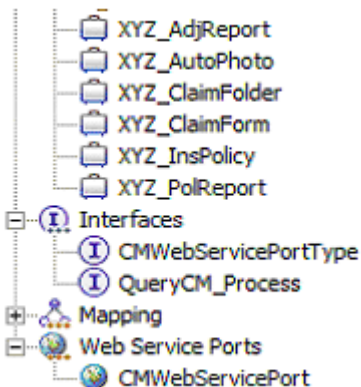 XYZ_AdjReport
XYZ_AutoPhoto
XYZ_ClaimFolder
XYZ_ClaimForm
XYZ_InsPolicy
XYZ_PolReport
Interfaces
CMWebServicePortType
QueryCM_Process
Mapping
Web Service Ports
CMWebServicePort